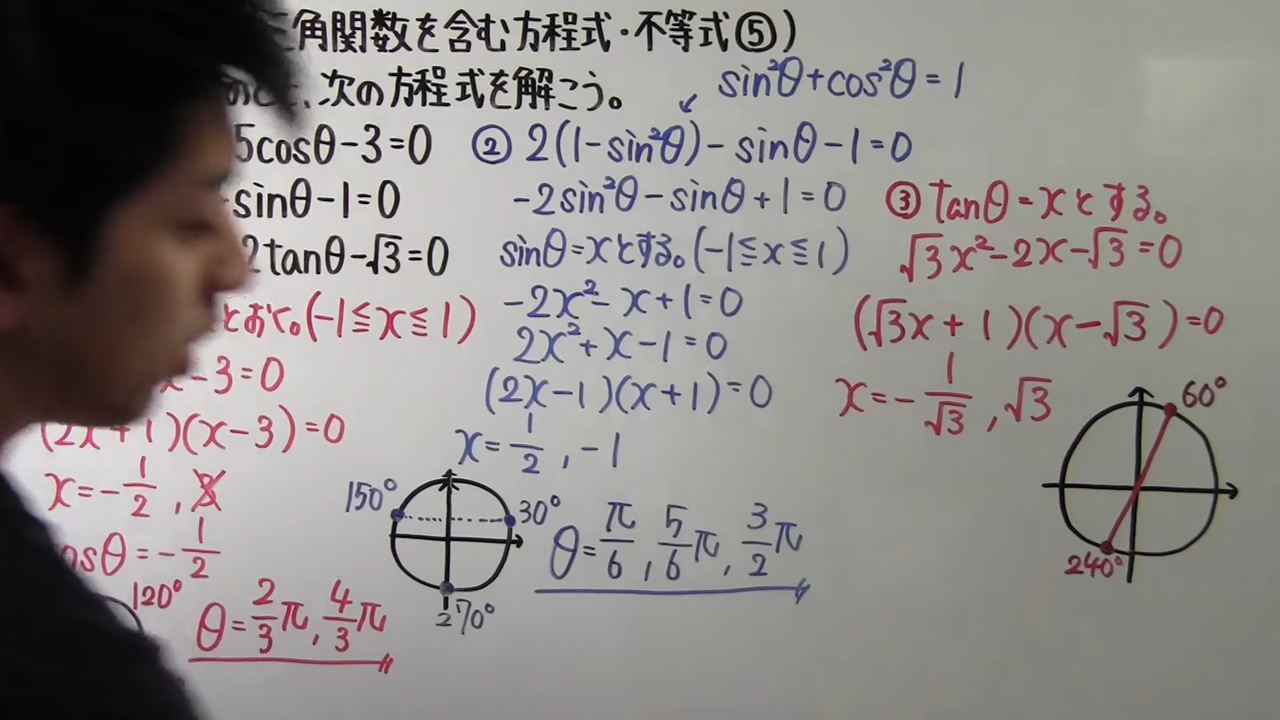 三角関数を含む方程式・不等式⑤)
のとき、次の方程式を解こう。
5cosθ-3=0
-sinθ-1=0
2tanθ-√3=0
とおく。(-1≦x≦1)
x-3=0
(2x+1)(x-3)=0
x=-1/2, 3
cosθ=-1/2
120°
θ=2/3π, 4/3π
sin²θ+cos²θ=1
② 2(1-sin²θ)-sinθ-1=0
-2sin²θ-sinθ+1=0
sinθ=xとする。(-1≦x≦1)
-2x²-x+1=0
2x²+x-1=0
(2x-1)(x+1)=0
x=1/2, -1
150°
30°
270°
θ=π/6, 5/6π, 3/2π
③ tanθ=xとする。
√3x²-2x-√3=0
(√3x+1)(x-√3)=0
x=-1/√3, √3
60°
240°